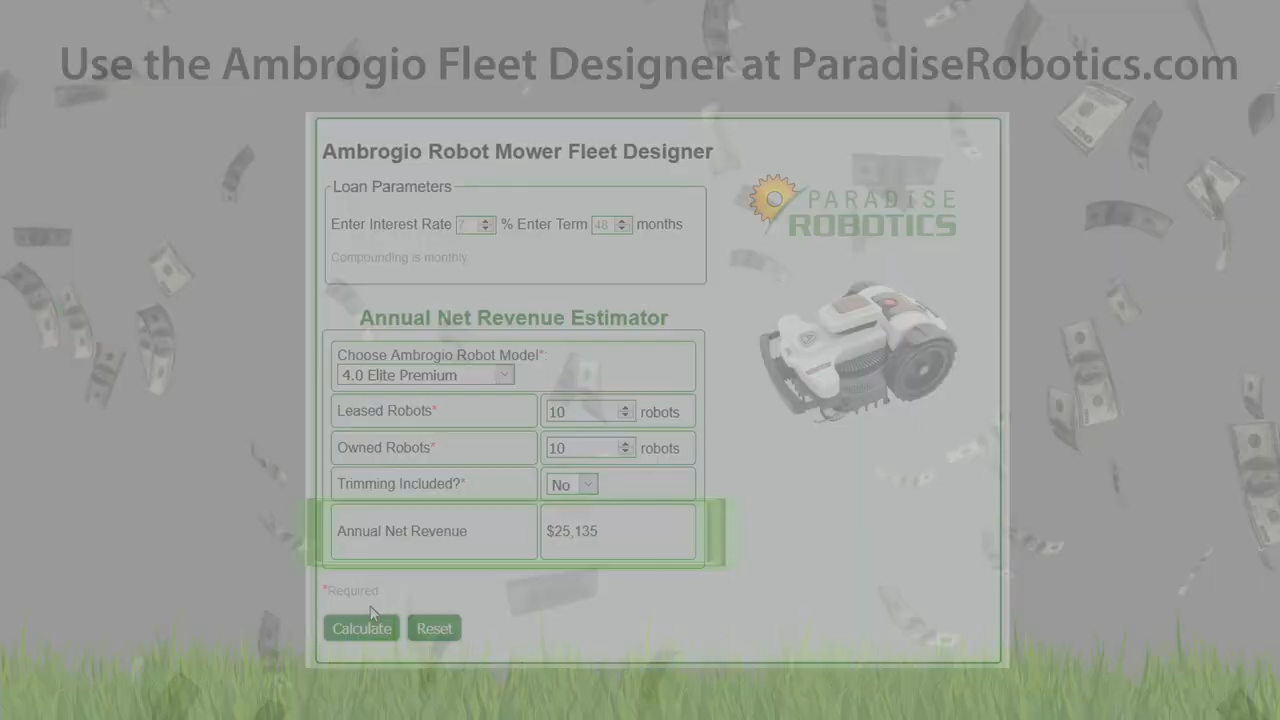 Use the Ambrogio Fleet Designer at ParadiseRobotics.com
Ambrogio Robot Mower Fleet Designer
Loan Parameters
Enter Interest Rate 7 % Enter Term 48 months
Compounding is monthly.
PARADISE
ROBOTICS
Annual Net Revenue Estimator
Choose Ambrogio Robot Model*:
4.0 Elite Premium
Leased Robots* 10 robots
Owned Robots* 10 robots
Trimming Included?* No
Annual Net Revenue $25,135
*Required
Calculate Reset